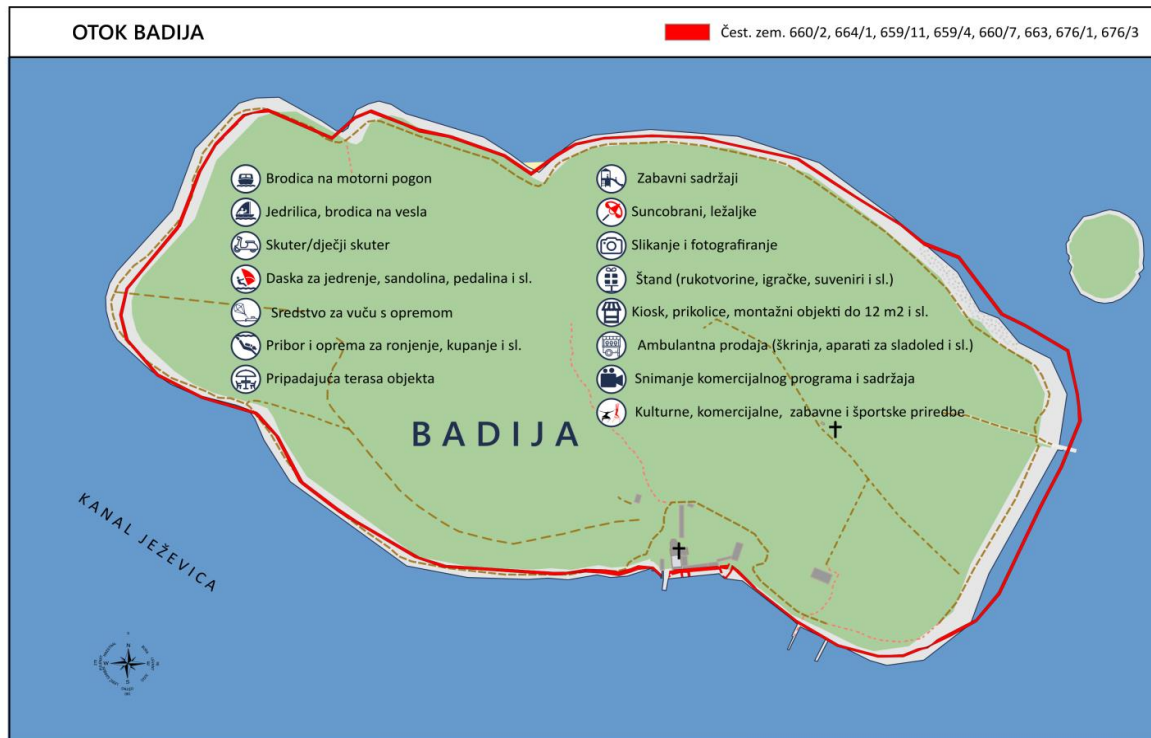 OTOK BADIJA
Čest. zem. 660/2, 664/1, 659/11, 659/4, 660/7, 663, 676/1, 676/3
Brodica na motorni pogon
Jedrilica, brodica na vesla
Skuter/dječji skuter
Daska za jedrenje, sandolina, pedalina i sl.
Sredstvo za vuču s opremom
Pribor i oprema za ronjenje, kupanje i sl.
Pripadajuća terasa objekta
Zabavni sadržaji
Suncobrani, ležaljke
Slikanje i fotografiranje
Štand (rukotvorine, igračke, suveniri i sl.)
Kiosk, prikolice, montažni objekti do 12 m2 i sl.
Ambulantna prodaja (škrinja, aparati za sladoled i sl.)
Snimanje komercijalnog programa i sadržaja
Kulturne, komercijalne, zabavne i športske priredbe
BADIJA
KANAL JEŽEVICA
N
W
E
S